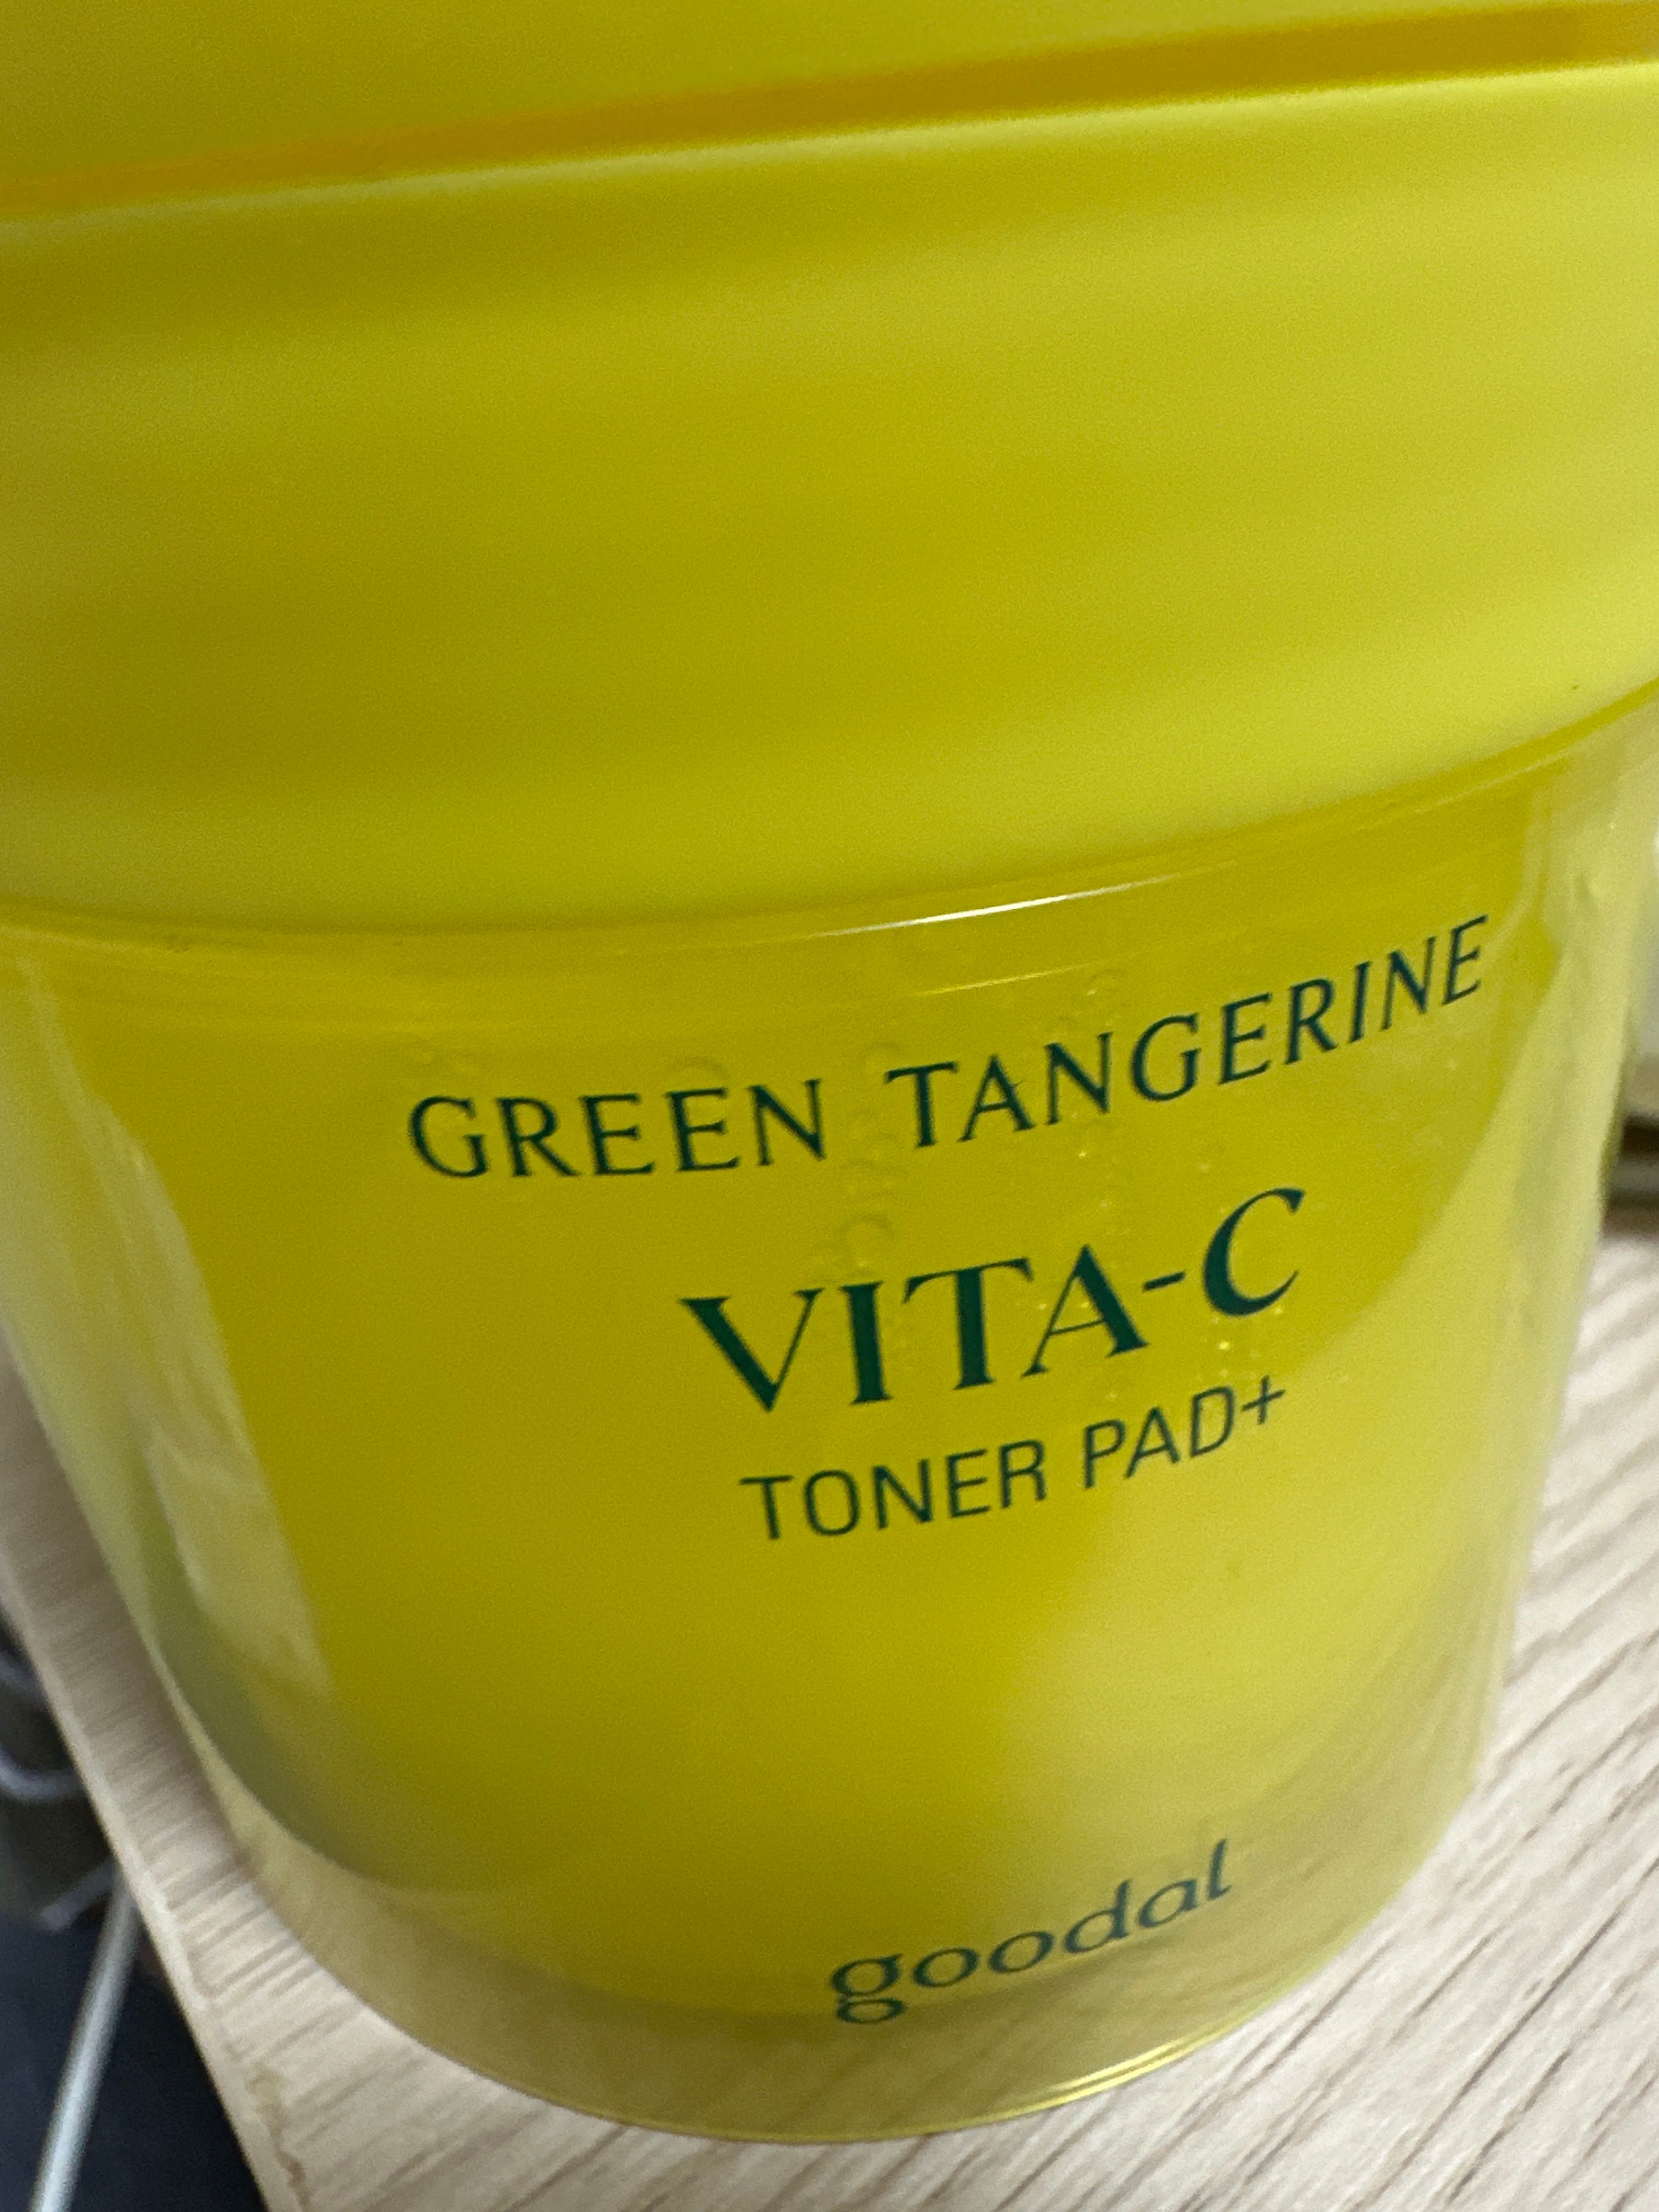 GREEN TANGERINE
VITA-C
TONER PAD+
goodal